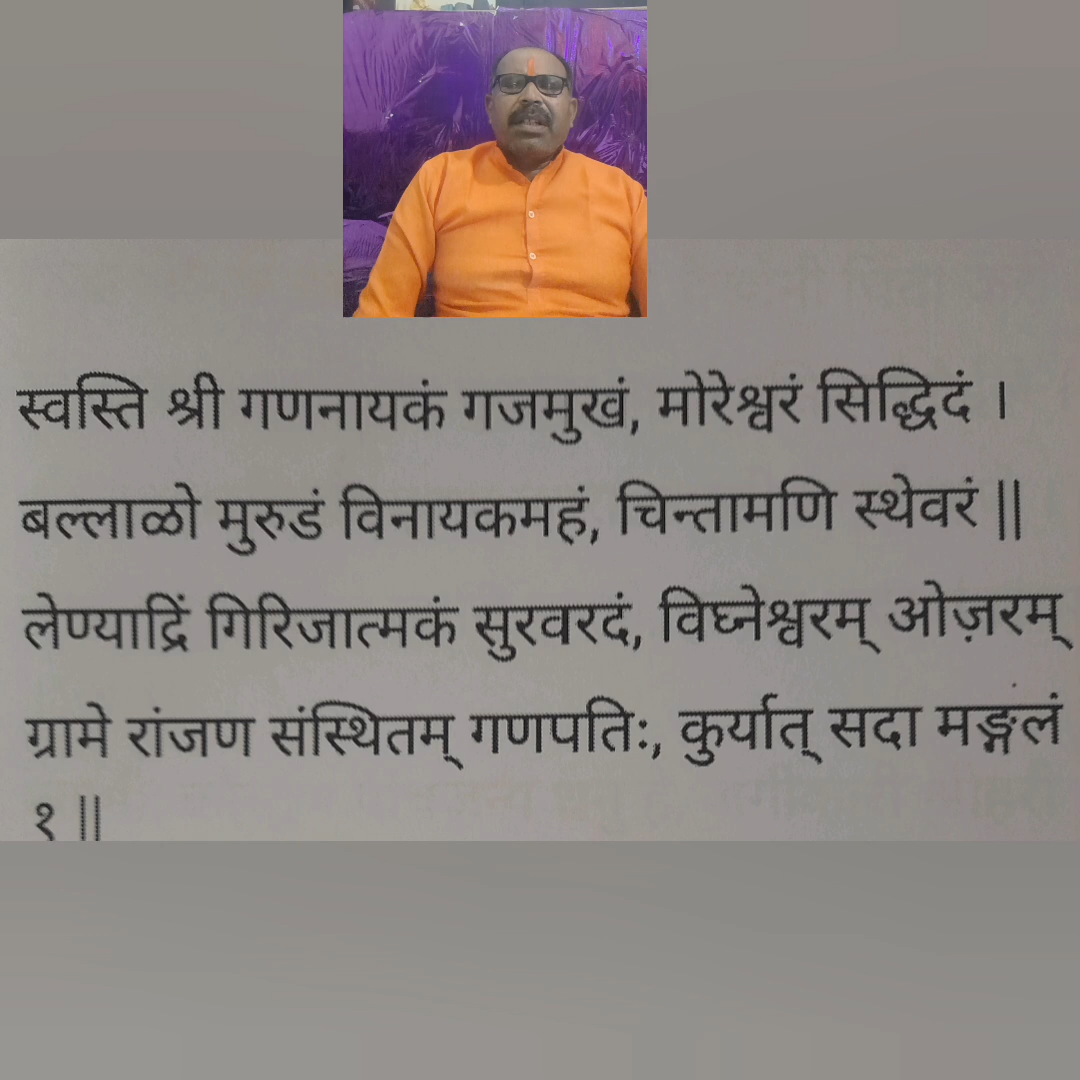 स्वस्ति श्री गणनायकं गजमुखं, मोरेश्वरं सिद्धिदं ।
बल्लाळो मुरुडं विनायकमहं, चिन्तामणि स्थेवरं ||
लेण्याद्रिं गिरिजात्मकं सुरवरदं, विघ्नेश्वरम् ओज़रम्
ग्रामे रांजण संस्थितम् गणपतिः, कुर्यात् सदा मङ्गलं
१ ||